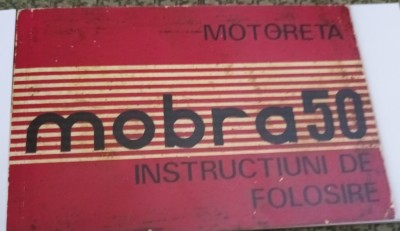 MOTORETA
mobra50
INSTRUCTIUNI DE
FOLOSIRE